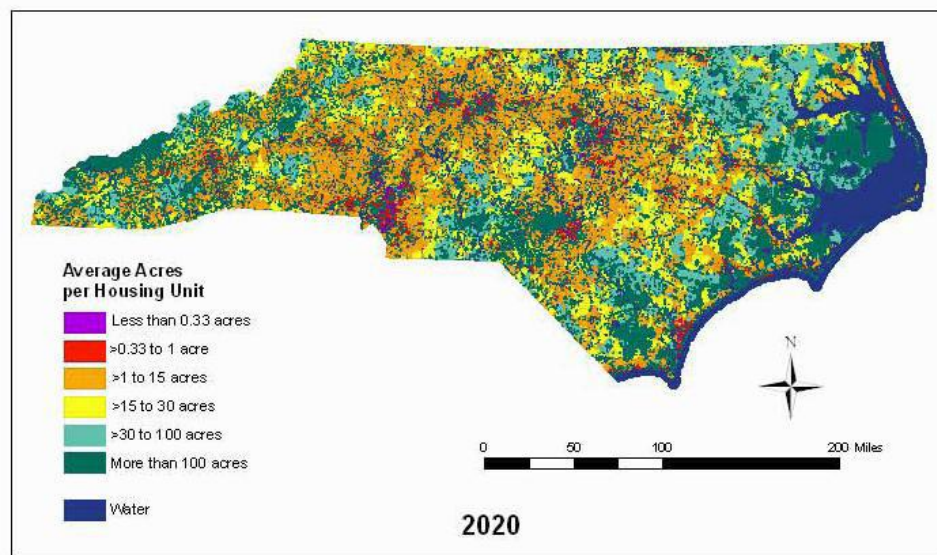 N
Average Acres
per Housing Unit
Less than 0.33 acres
>0.33 to 1 acre
>1 to 15 acres
>15 to 30 acres
>30 to 100 acres
More than 100 acres
Water
0 50 100 200 Miles
2020